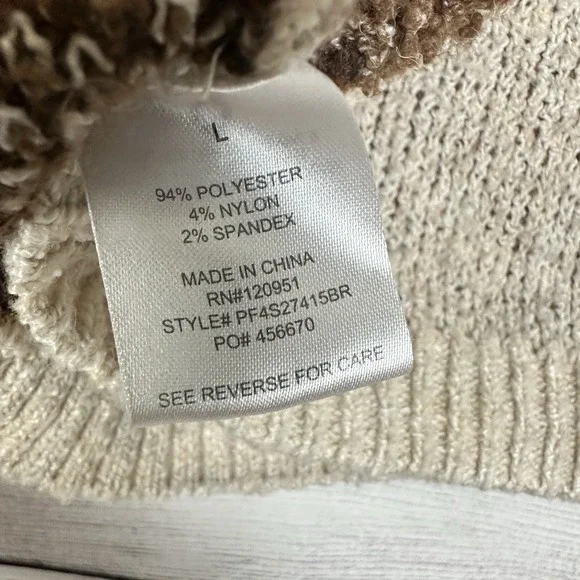 L
94% POLYESTER
4% NYLON
2% SPANDEX
MADE IN CHINA
RN#120951
STYLE# PF4S27415BR
PO# 456670
SEE REVERSE FOR CARE